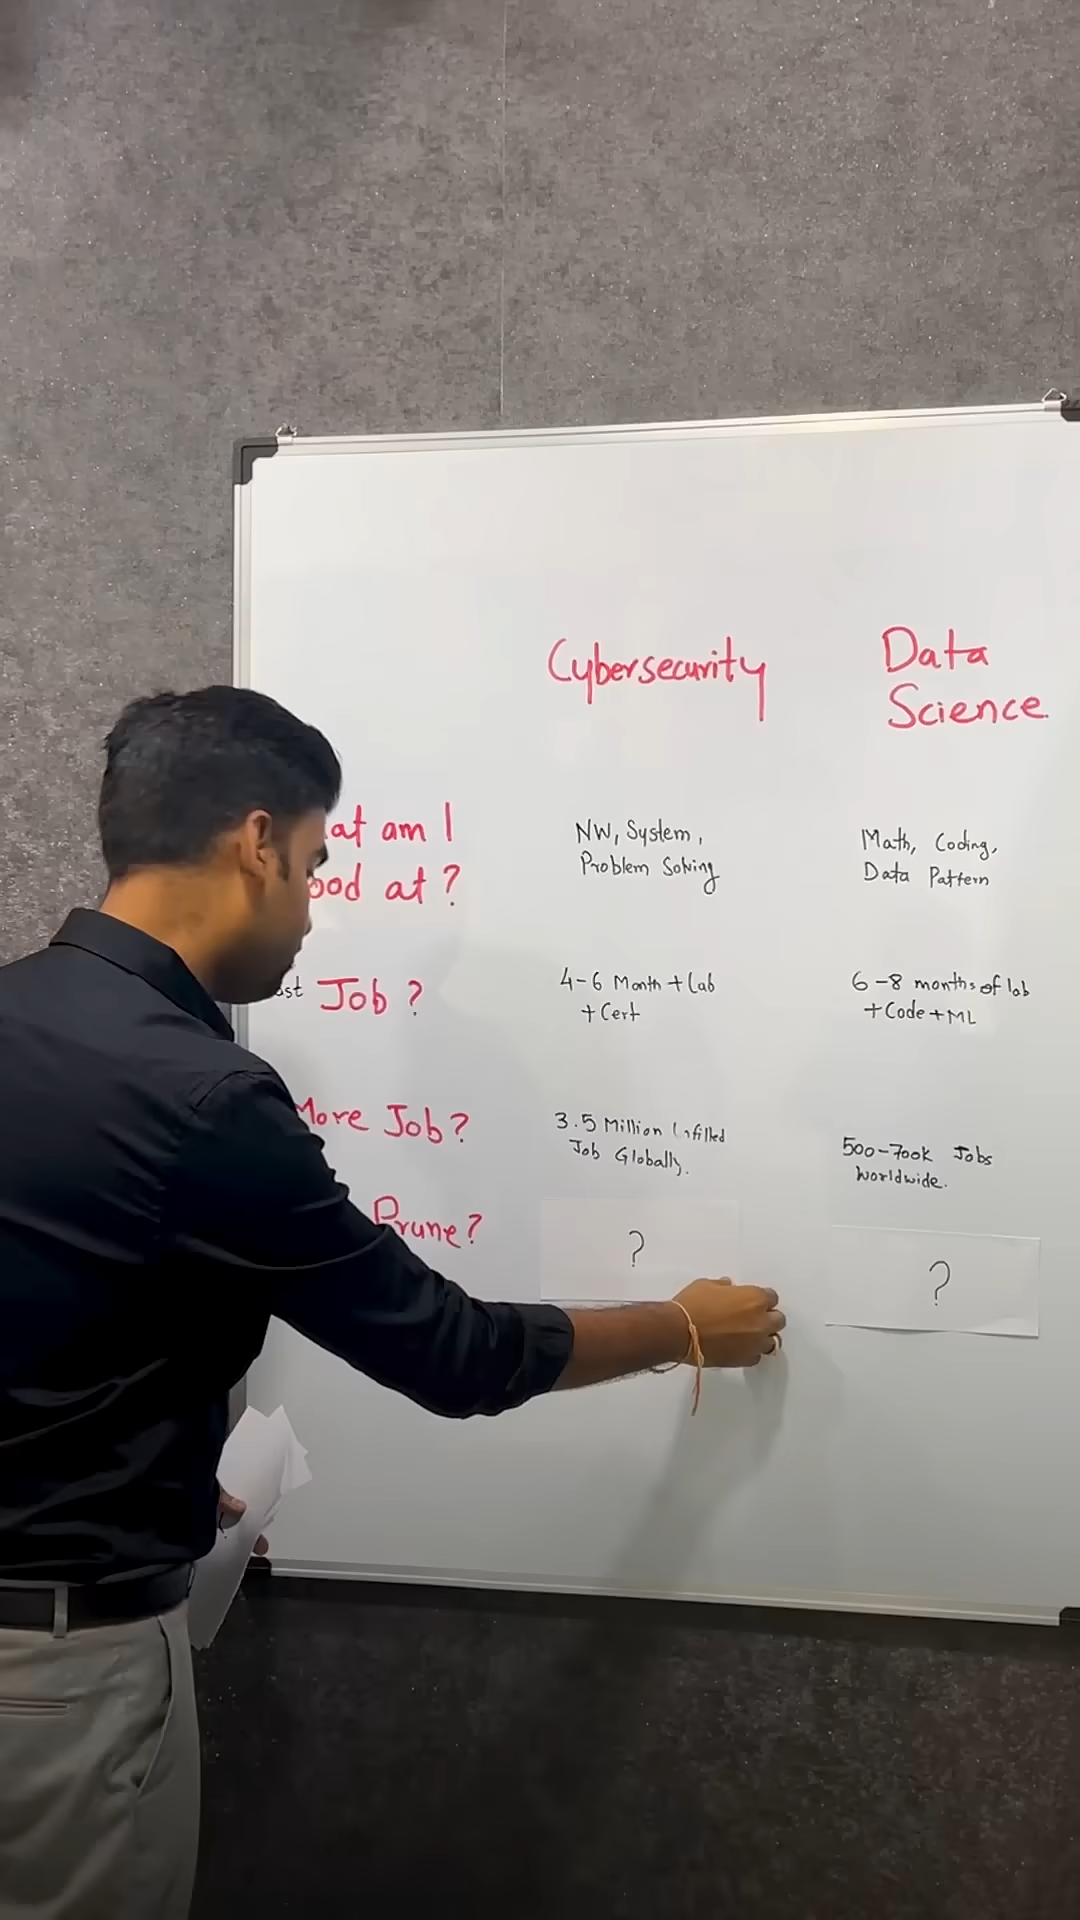 Cybersecurity
Data
Science.
at am I
ood at?
NW, System,
Problem Solving
Math, Coding,
Data Pattern
ast Job?
4-6 Month + Lab
+ Cert
6-8 months of lab
+ Code + ML
More Job?
3.5 Million Unfilled
Job Globally.
500-700K Jobs
Worldwide.
Prune?
?
?